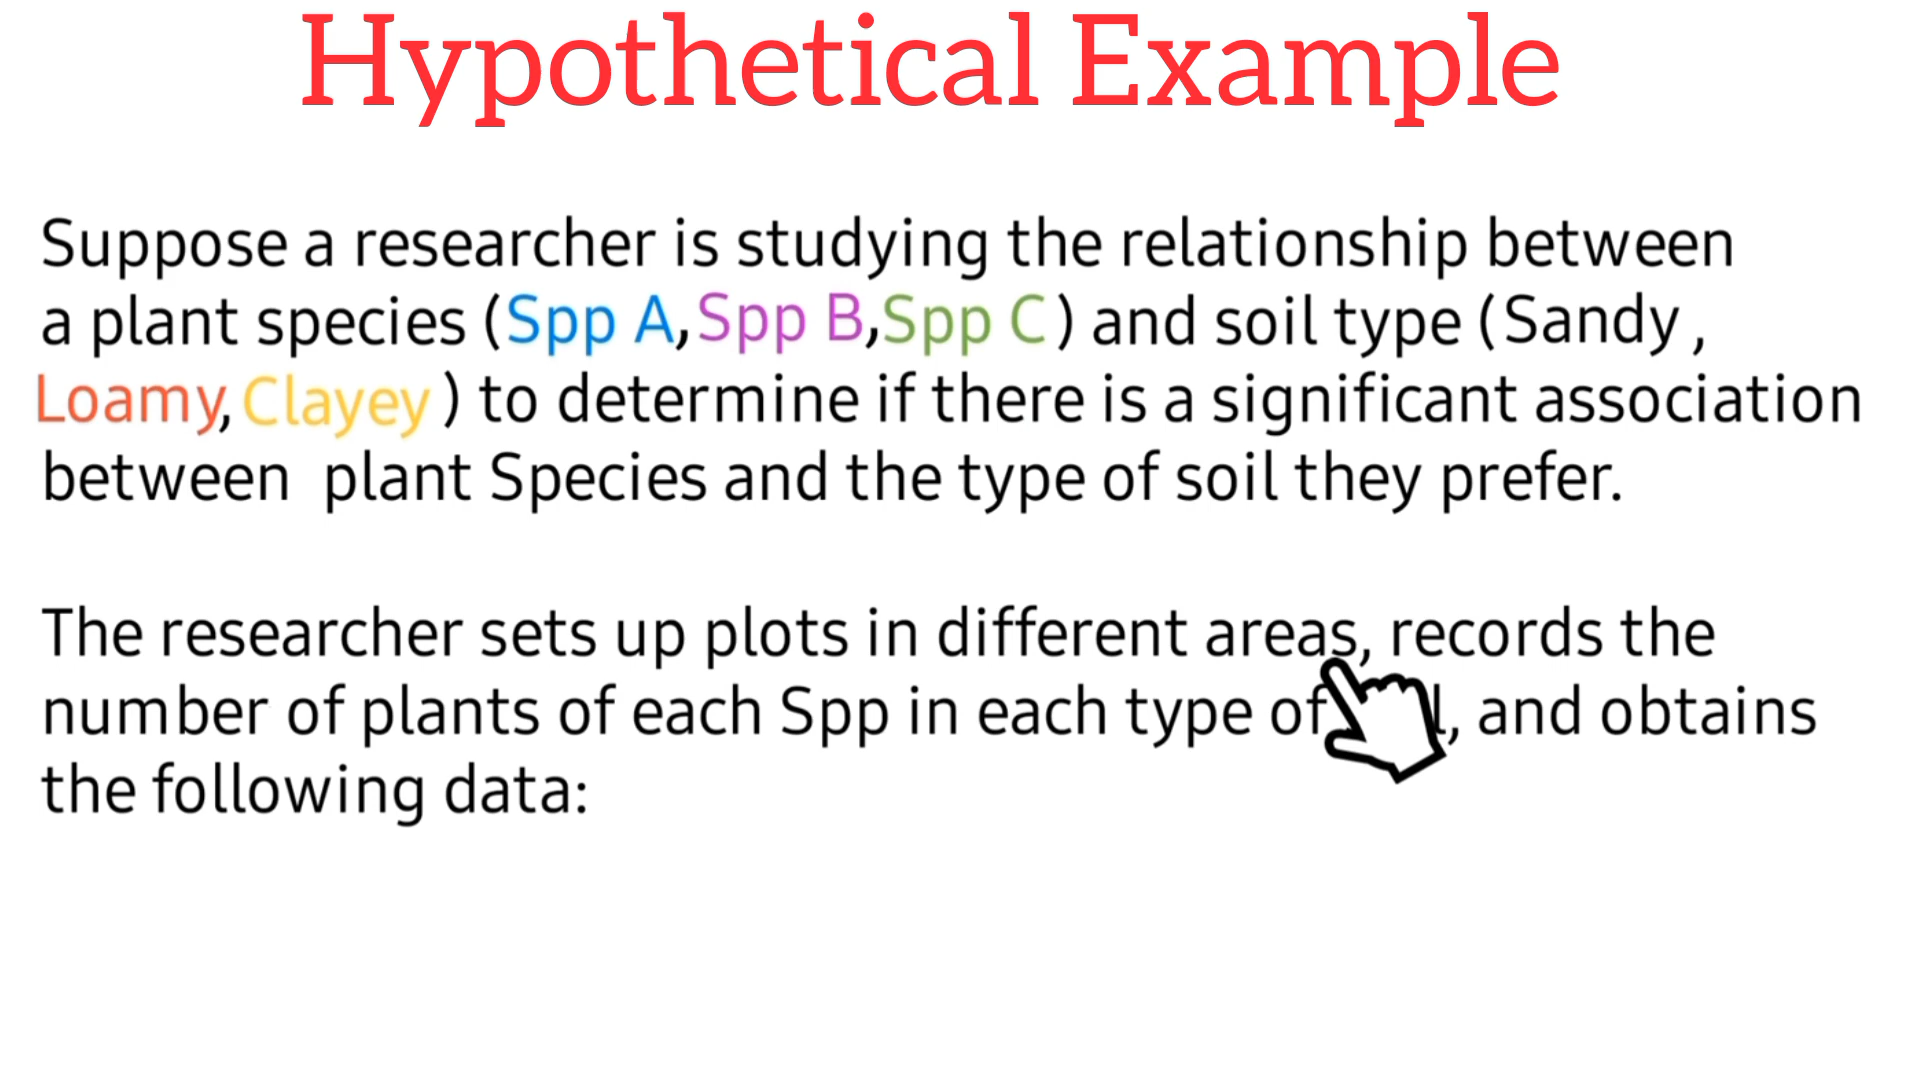 Hypothetical Example
Suppose a researcher is studying the relationship between
a plant species (Spp A, Spp B, Spp C) and soil type (Sandy,
Loamy, Clayey) to determine if there is a significant association
between plant Species and the type of soil they prefer.
The researcher sets up plots in different areas, records the
number of plants of each Spp in each type of , and obtains
the following data: